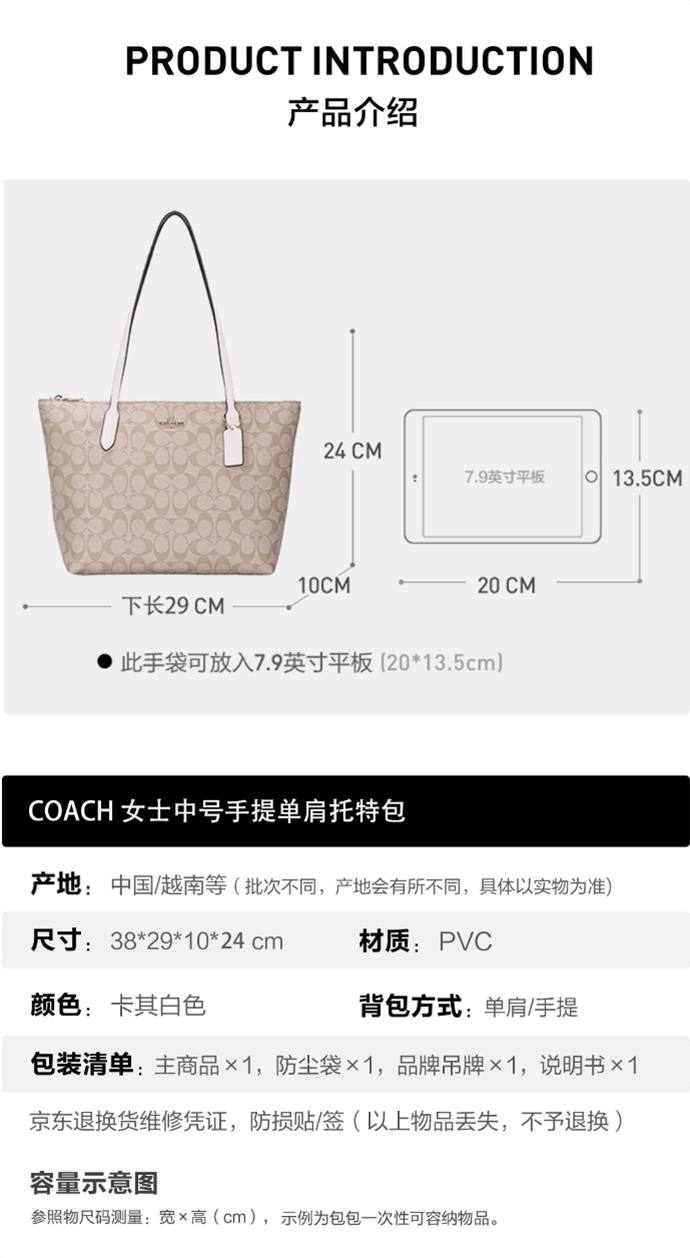 PRODUCT INTRODUCTION
产品介绍
COACH
24 CM
7.9英寸平板
13.5CM
10CM
20 CM
下长29 CM
● 此手袋可放入7.9英寸平板 (20*13.5cm)
COACH 女士中号手提单肩托特包
产地： 中国/越南等（批次不同，产地会有所不同，具体以实物为准)
尺寸： 38*29*10*24 cm 材质： PVC
颜色： 卡其白色 背包方式：单肩/手提
包装清单：主商品×1，防尘袋×1，品牌吊牌×1，说明书×1
京东退换货维修凭证，防损贴/签（以上物品丢失，不予退换）
容量示意图
参照物尺码测量：宽×高（cm），示例为包包一次性可容纳物品。